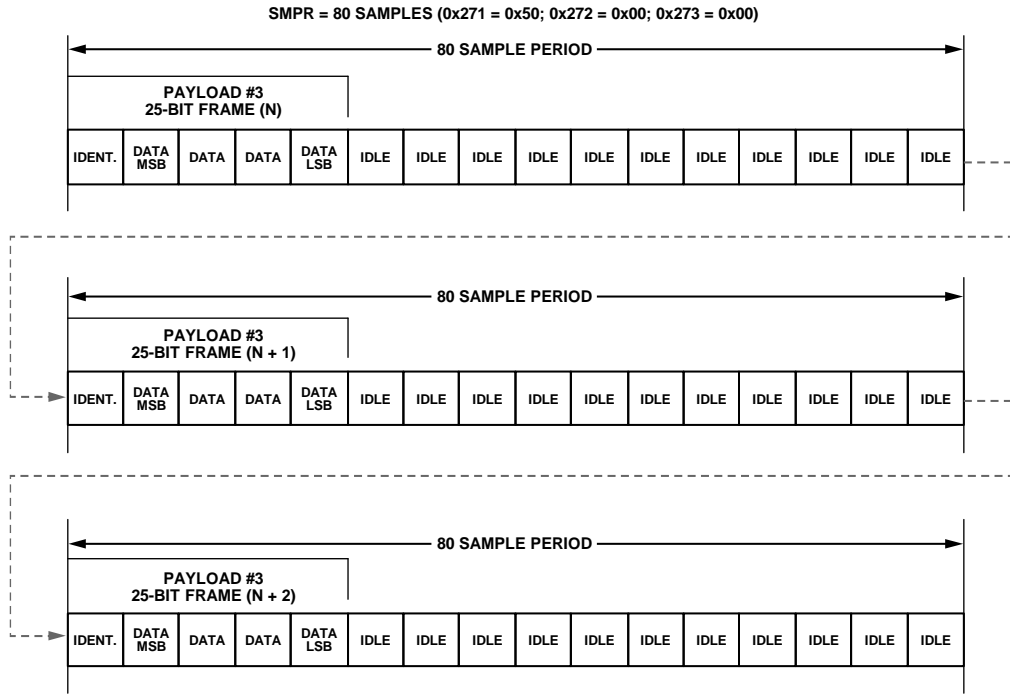 SMPR = 80 SAMPLES (0x271 = 0x50; 0x272 = 0x00; 0x273 = 0x00)
80 SAMPLE PERIOD
PAYLOAD #3
25-BIT FRAME (N)
IDENT. DATA MSB DATA DATA DATA LSB IDLE IDLE IDLE IDLE IDLE IDLE IDLE IDLE IDLE IDLE IDLE
80 SAMPLE PERIOD
PAYLOAD #3
25-BIT FRAME (N + 1)
IDENT. DATA MSB DATA DATA DATA LSB IDLE IDLE IDLE IDLE IDLE IDLE IDLE IDLE IDLE IDLE IDLE
80 SAMPLE PERIOD
PAYLOAD #3
25-BIT FRAME (N + 2)
IDENT. DATA MSB DATA DATA DATA LSB IDLE IDLE IDLE IDLE IDLE IDLE IDLE IDLE IDLE IDLE IDLE